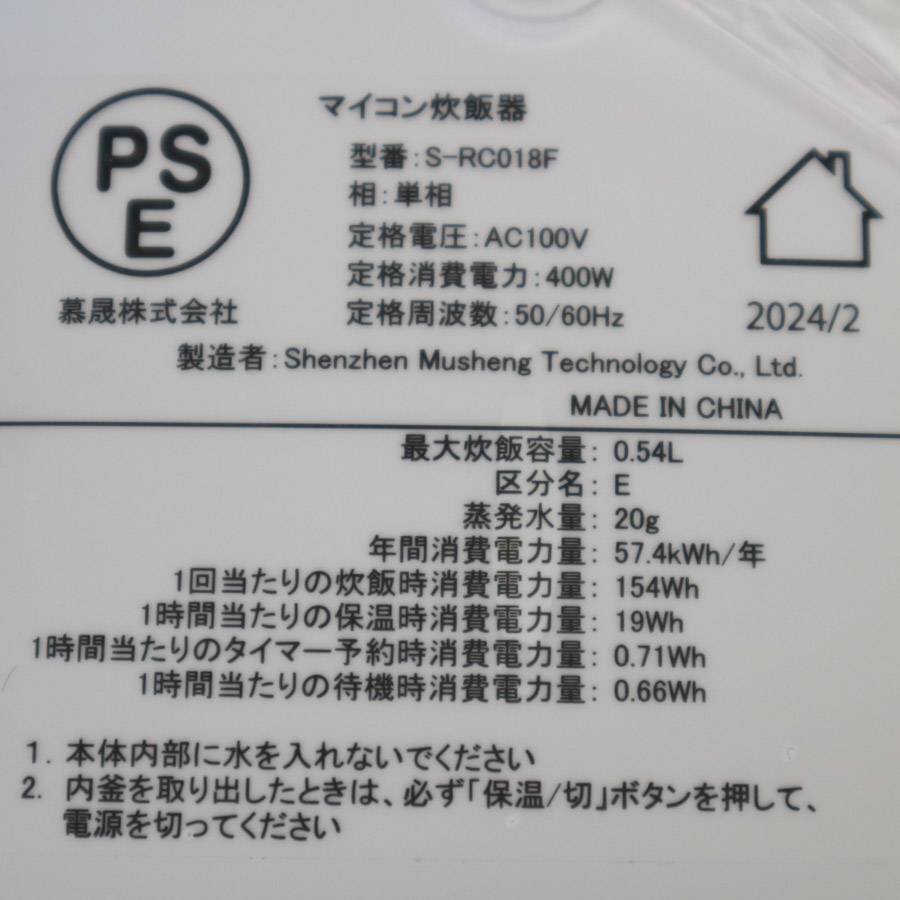 PS
E
マイコン炊飯器
型番：S-RC018F
相：単相
定格電圧：AC100V
定格消費電力：400W
定格周波数：50/60Hz
慕晟株式会社
2024/2
製造者：Shenzhen Musheng Technology Co., Ltd.
MADE IN CHINA
最大炊飯容量： 0.54L
区分名： E
蒸発水量： 20g
年間消費電力量： 57.4kWh/年
1回当たりの炊飯時消費電力量： 154Wh
1時間当たりの保温時消費電力量： 19Wh
1時間当たりのタイマー予約時消費電力量： 0.71Wh
1時間当たりの待機時消費電力量： 0.66Wh
1. 本体内部に水を入れないでください
2. 内釜を取り出したときは、必ず「保温/切」ボタンを押して、
電源を切ってください